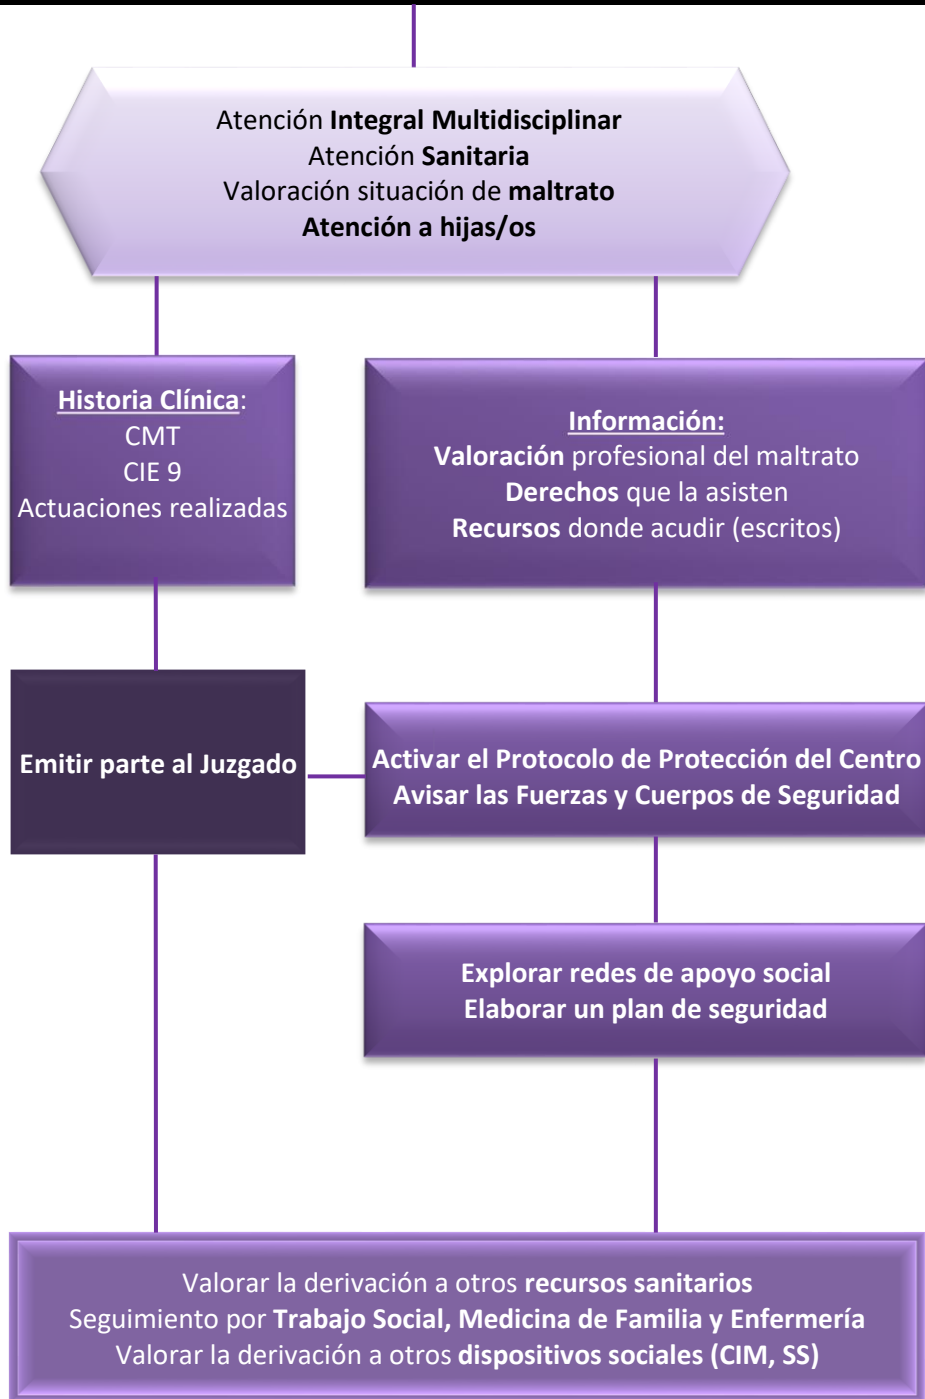 Atención Integral Multidisciplinar
Atención Sanitaria
Valoración situación de maltrato
Atención a hijas/os
Historia Clínica:
CMT
CIE 9
Actuaciones realizadas
Información:
Valoración profesional del maltrato
Derechos que la asisten
Recursos donde acudir (escritos)
Emitir parte al Juzgado
Activar el Protocolo de Protección del Centro
Avisar las Fuerzas y Cuerpos de Seguridad
Explorar redes de apoyo social
Elaborar un plan de seguridad
Valorar la derivación a otros recursos sanitarios
Seguimiento por Trabajo Social, Medicina de Familia y Enfermería
Valorar la derivación a otros dispositivos sociales (CIM, SS)